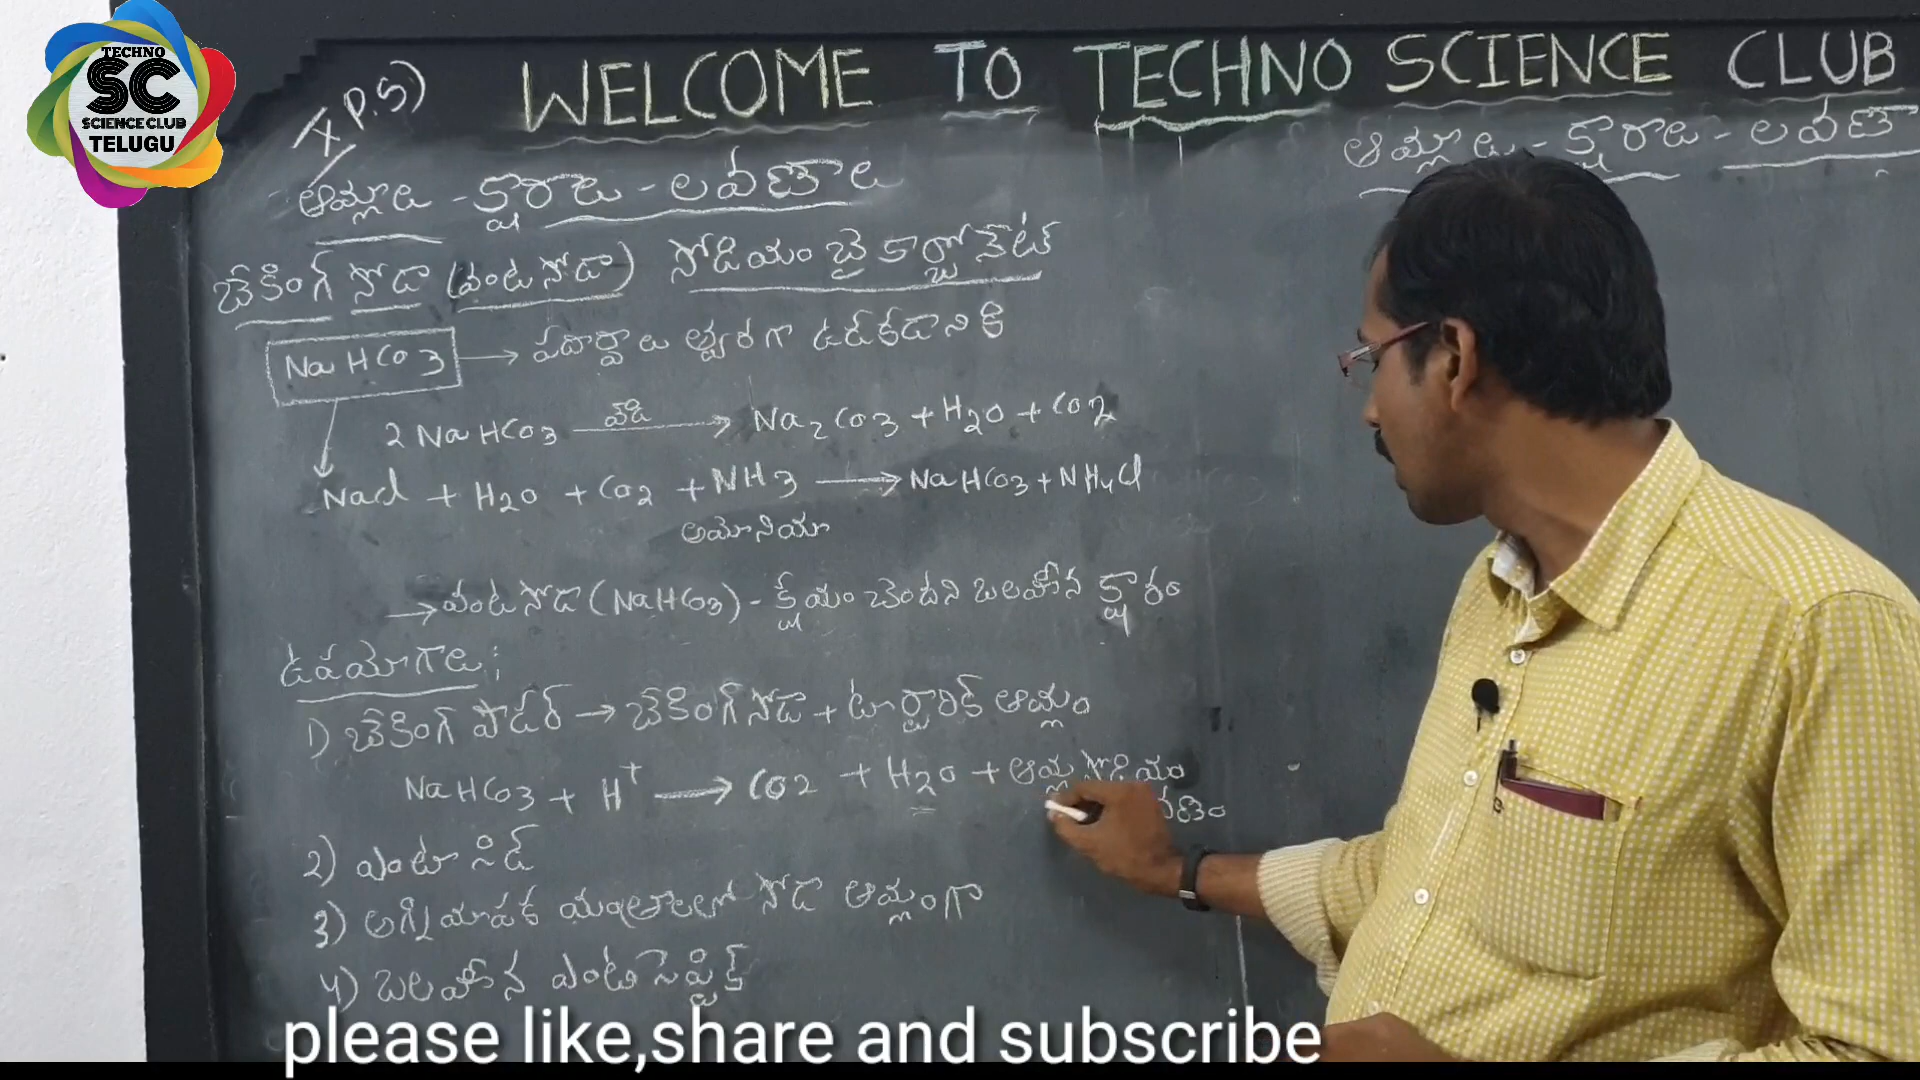 TECHNO
SC
SCIENCE CLUB
TELUGU
X P.S)
WELCOME TO TECHNO SCIENCE CLUB
ఆమ్లాలు - క్షారాలు - లవణాలు
ఆమ్లాలు - క్షారాలు - లవణా
బేకింగ్ సోడా (వంట సోడా) సోడియం బై కార్బోనేట్
NaHCo3 → పదార్థాలు త్వరగా ఉడకడానికి
2 NaHCo3 వేడి → Na2Co3 + H2o + Co2
Nacl + H2o + Co2 + NH3 → NaHCo3 + NH4Cl
అమోనియా
→ వంట సోడా (NaHCo3) - క్షయం చెందని బలహీన క్షారం
ఉపయోగాలు :
1) బేకింగ్ పౌడర్ → బేకింగ్ సోడా + టార్టారిక్ ఆమ్లం
NaHCo3 + H+ → Co2 + H2o + ఆమ్ల సోడియం
2) ఎంటాసిడ్
3) అగ్నిమాపక యంత్రాలలో సోడా ఆమ్లంగా
4) బలహీన ఎంటిసెప్టిక్
please like,share and subscribe